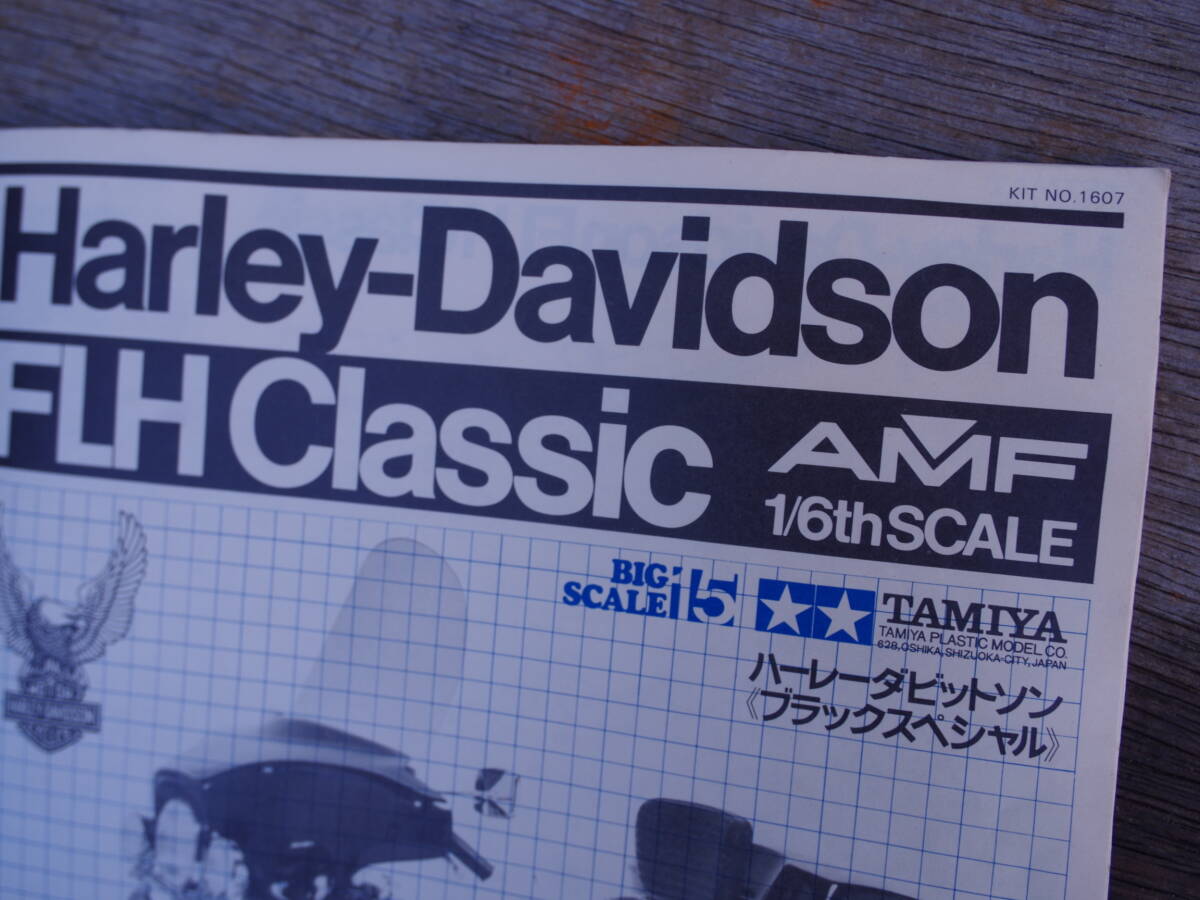 KIT NO.1607
Harley-Davidson
FLH Classic
AMF
1/6th SCALE
BIG
SCALE
15
TAMIYA
TAMIYA PLASTIC MODEL CO.
628, OSHIKA, SHIZUOKA-CITY, JAPAN
ハーレーダビットソン
《ブラックスペシャル》